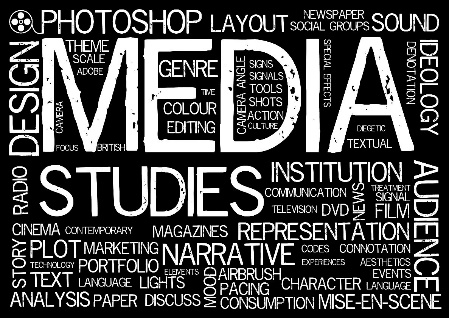 PHOTOSHOP
LAYOUT
NEWSPAPER
SOCIAL GROUPS
SOUND
DESIGN
MEDIA
THEME
SCALE
ADOBE
CAMERA
FOCUS
BRITISH
GENRE
TIME
COLOUR
EDITING
CAMERA ANGLE
SIGNS
SIGNALS
TOOLS
SHOTS
ACTION
CULTURE
SPECIAL EFFECTS
DIEGETIC
TEXTUAL
DENOTATION
IDEOLOGY
RADIO
STUDIES
INSTITUTION
COMMUNICATION
NEWS
TREATMENT
SIGNAL
TELEVISION
DVD
FILM
AUDIENCE
CINEMA
CONTEMPORARY
MAGAZINES
REPRESENTATION
STORY
PLOT
MARKETING
NARRATIVE
CODES
CONNOTATION
TECHNOLOGY
PORTFOLIO
ELEMENTS
EXPERIENCES
AESTHETICS
TEXT
LANGUAGE
LIGHTS
MOOD
AIRBRUSH
EVENTS
PACING
CHARACTER
LANGUAGE
ANALYSIS
PAPER
DISCUSS
CONSUMPTION
MISE-EN-SCENE